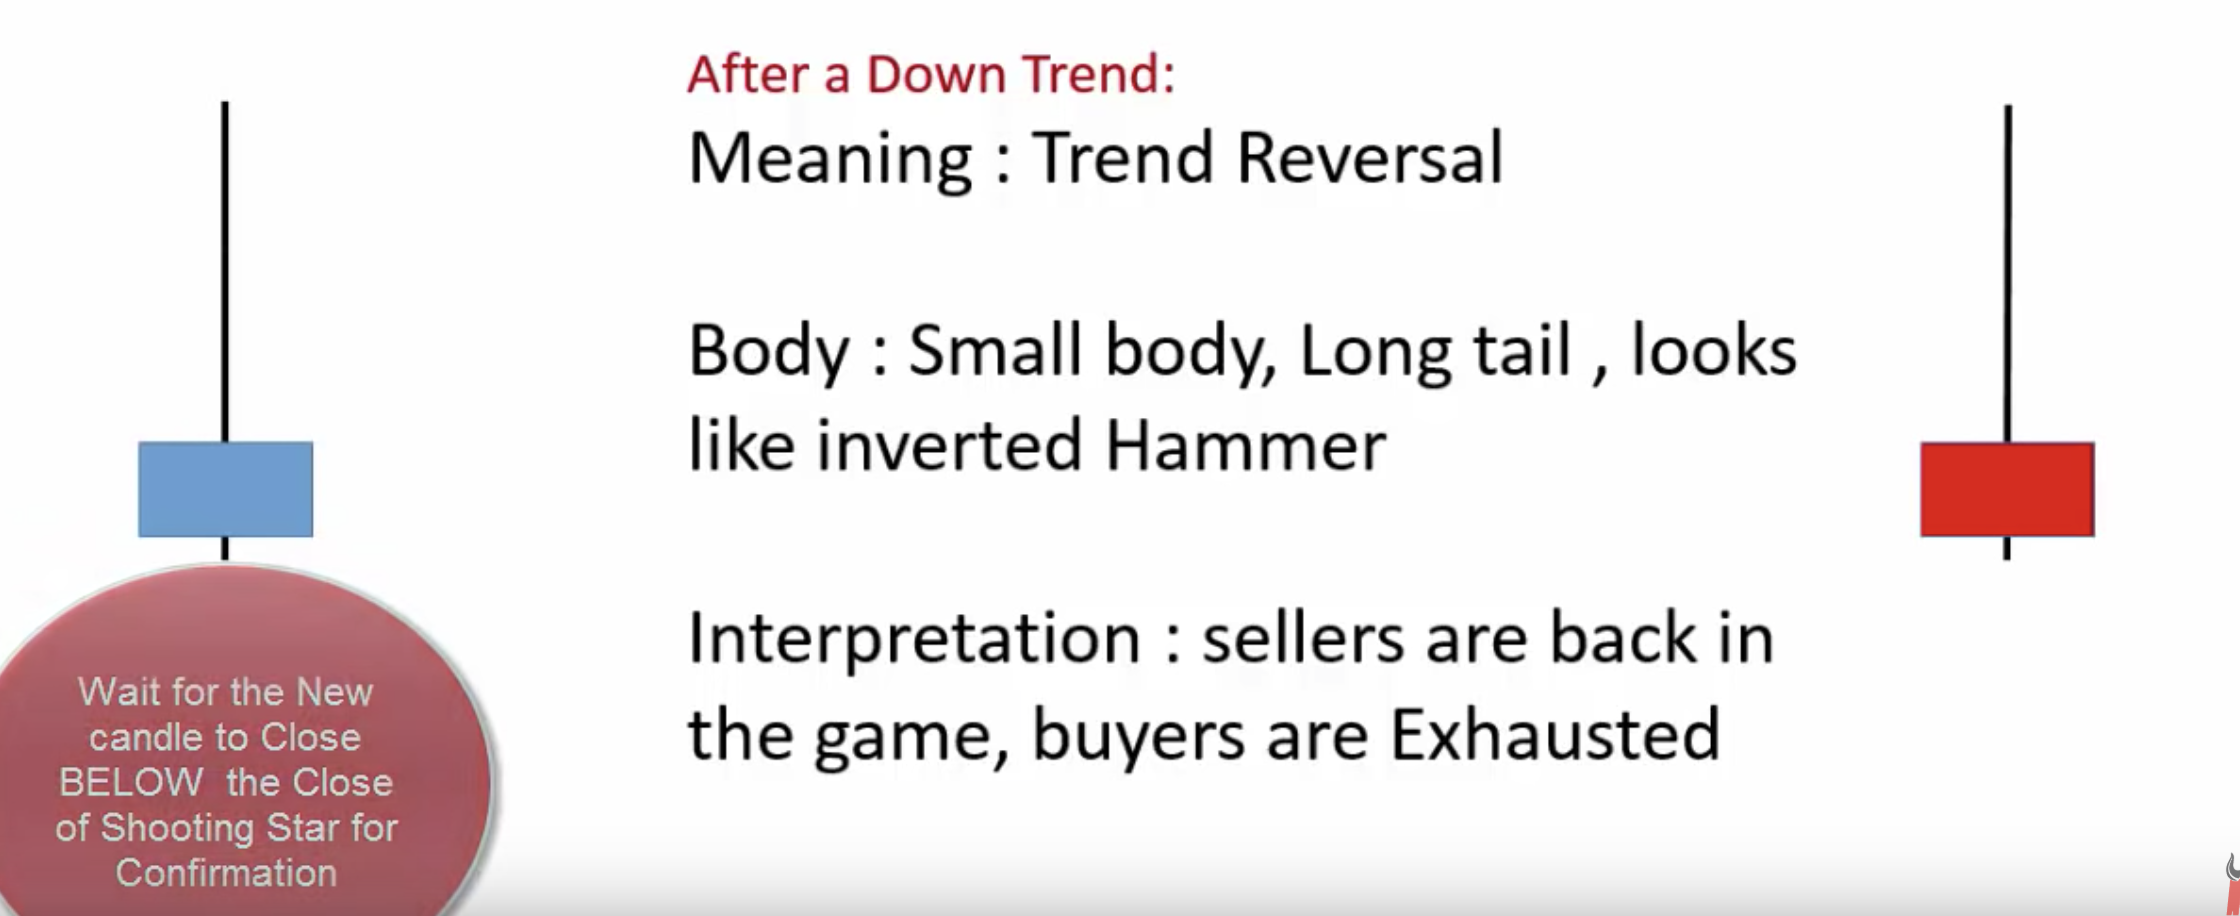 After a Down Trend:
Meaning : Trend Reversal
Body : Small body, Long tail , looks
like inverted Hammer
Interpretation : sellers are back in
the game, buyers are Exhausted
Wait for the New
candle to Close
BELOW the Close
of Shooting Star for
Confirmation